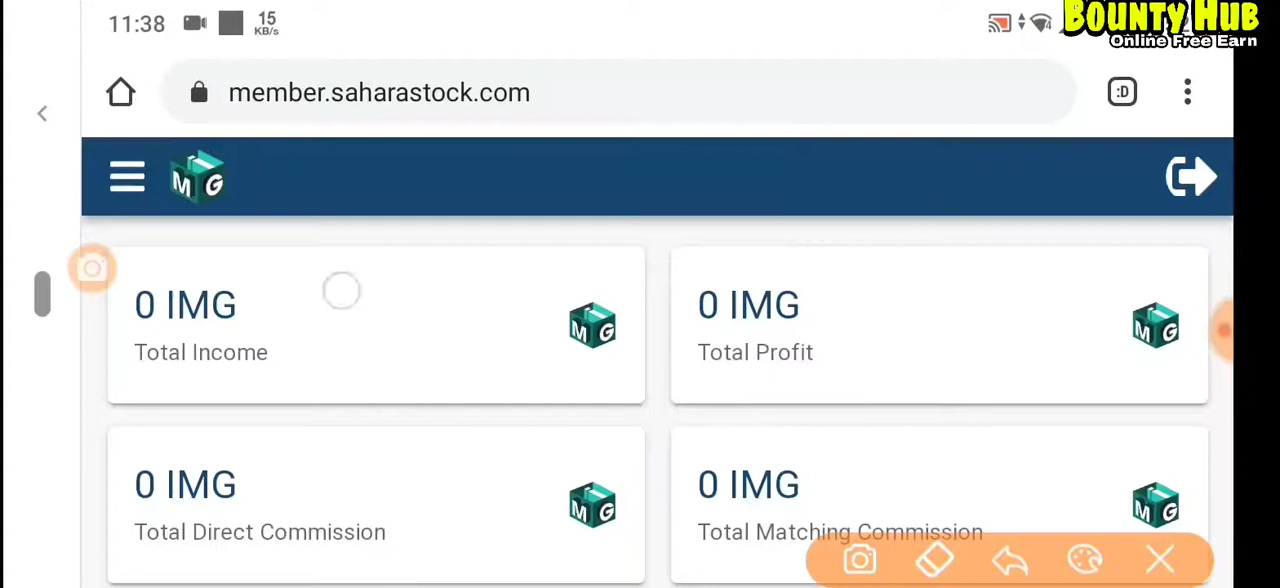 11:38 15 KB/s
BOUNTY HUB
Online Free Earn
member.saharastock.com :D
M G
0 IMG
Total Income
M G
0 IMG
Total Profit
M G
0 IMG
Total Direct Commission
M G
0 IMG
Total Matching Commission
M G